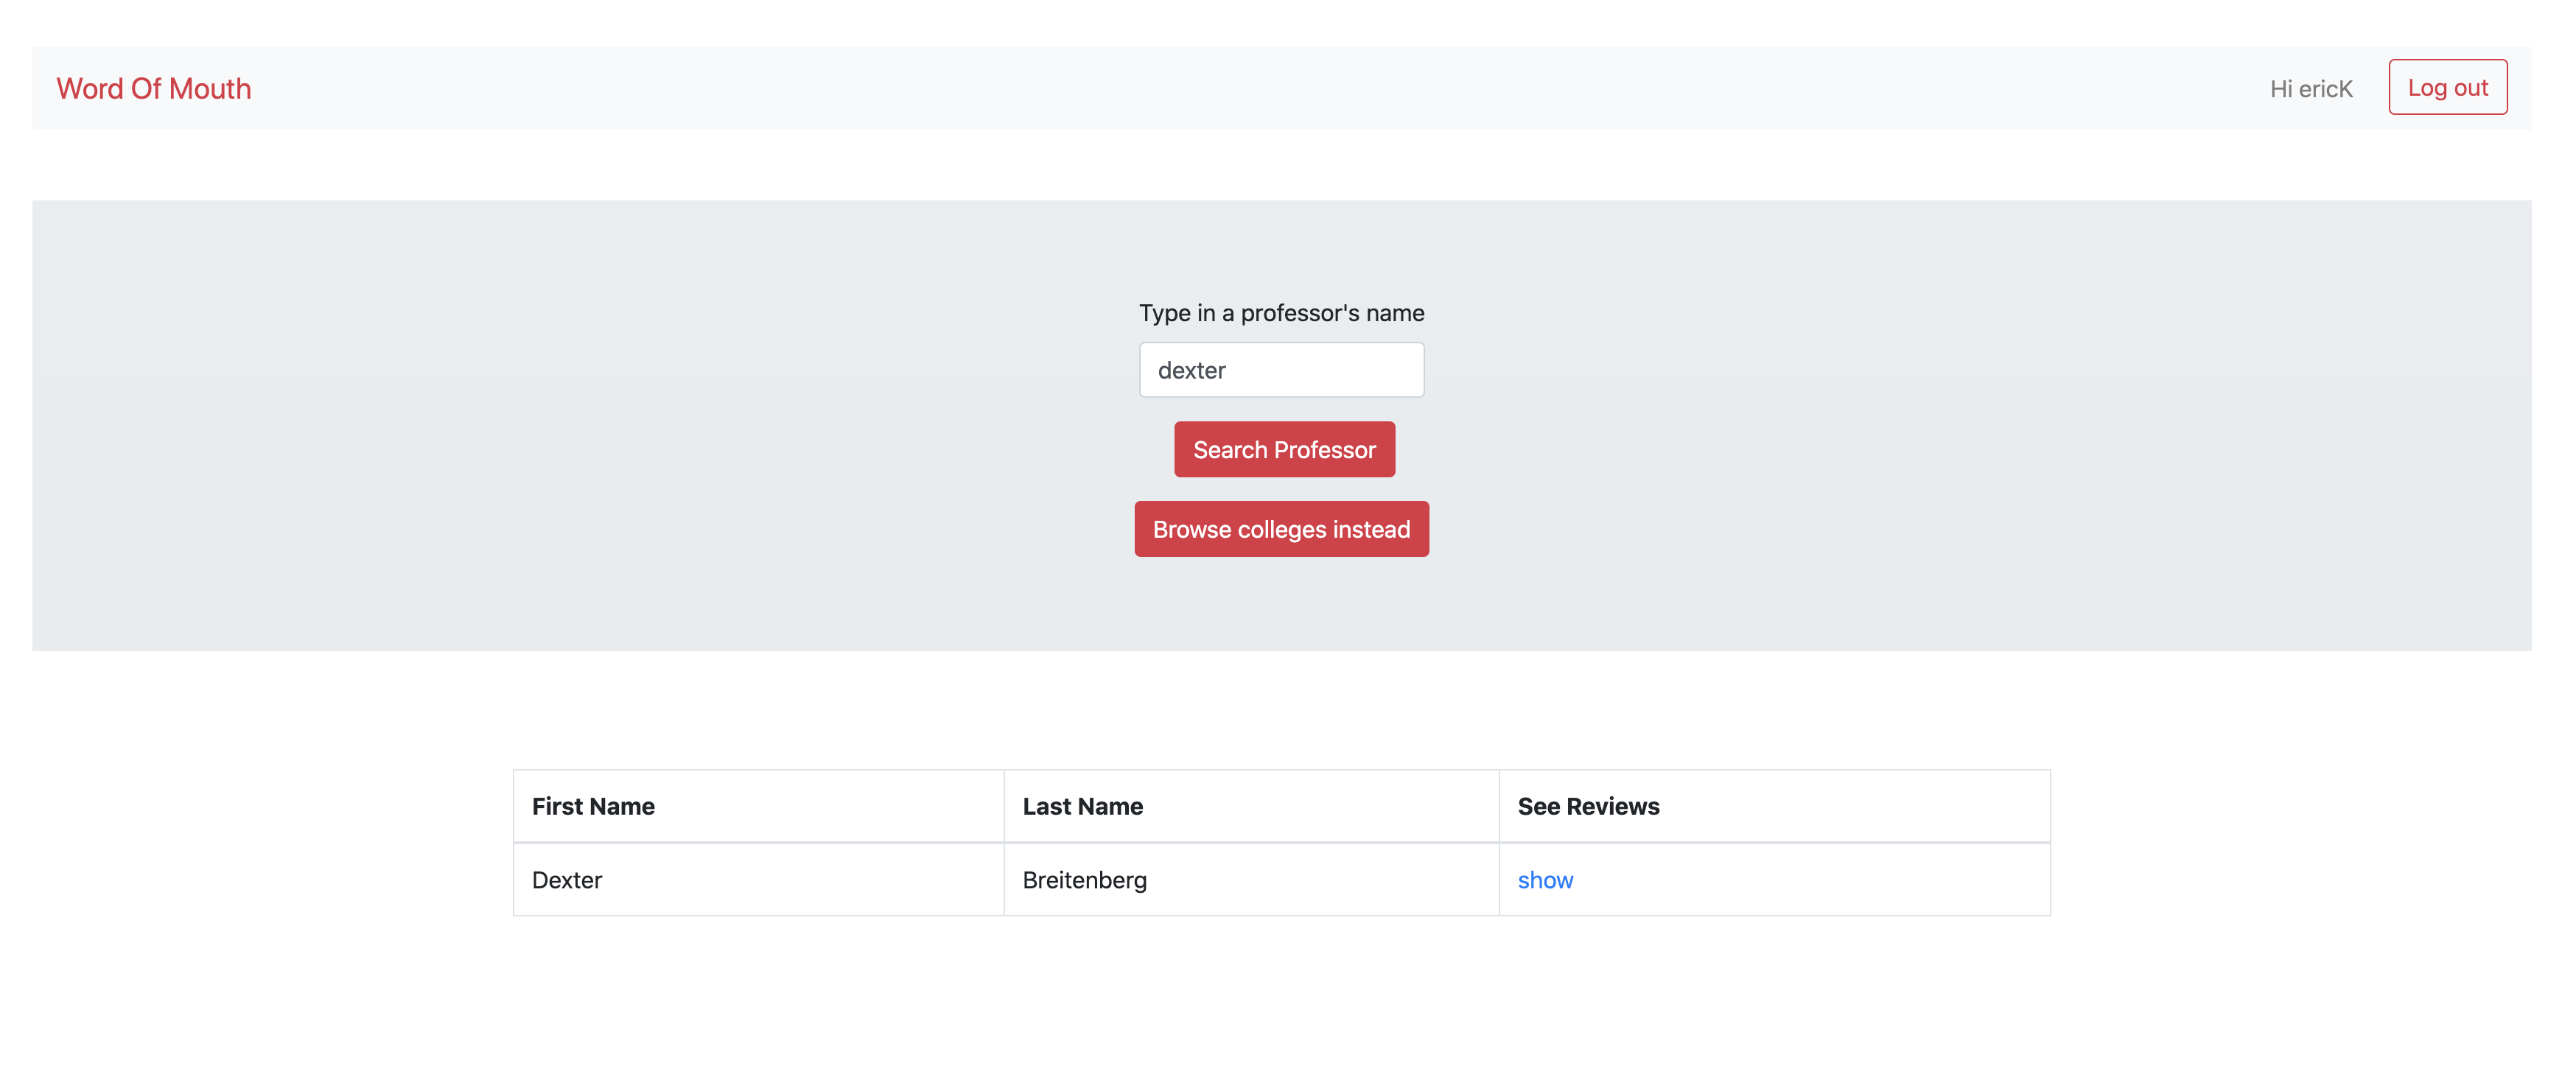 Word Of Mouth Hi ericK Log out
Type in a professor's name
dexter
Search Professor
Browse colleges instead
First Name Last Name See Reviews
Dexter Breitenberg show